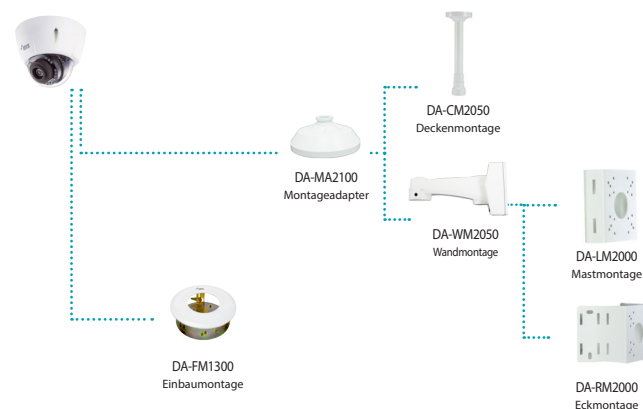 DA-CM2050
Deckenmontage
DA-MA2100
Montageadapter
DA-WM2050
Wandmontage
DA-LM2000
Mastmontage
DA-FM1300
Einbaumontage
DA-RM2000
Eckmontage